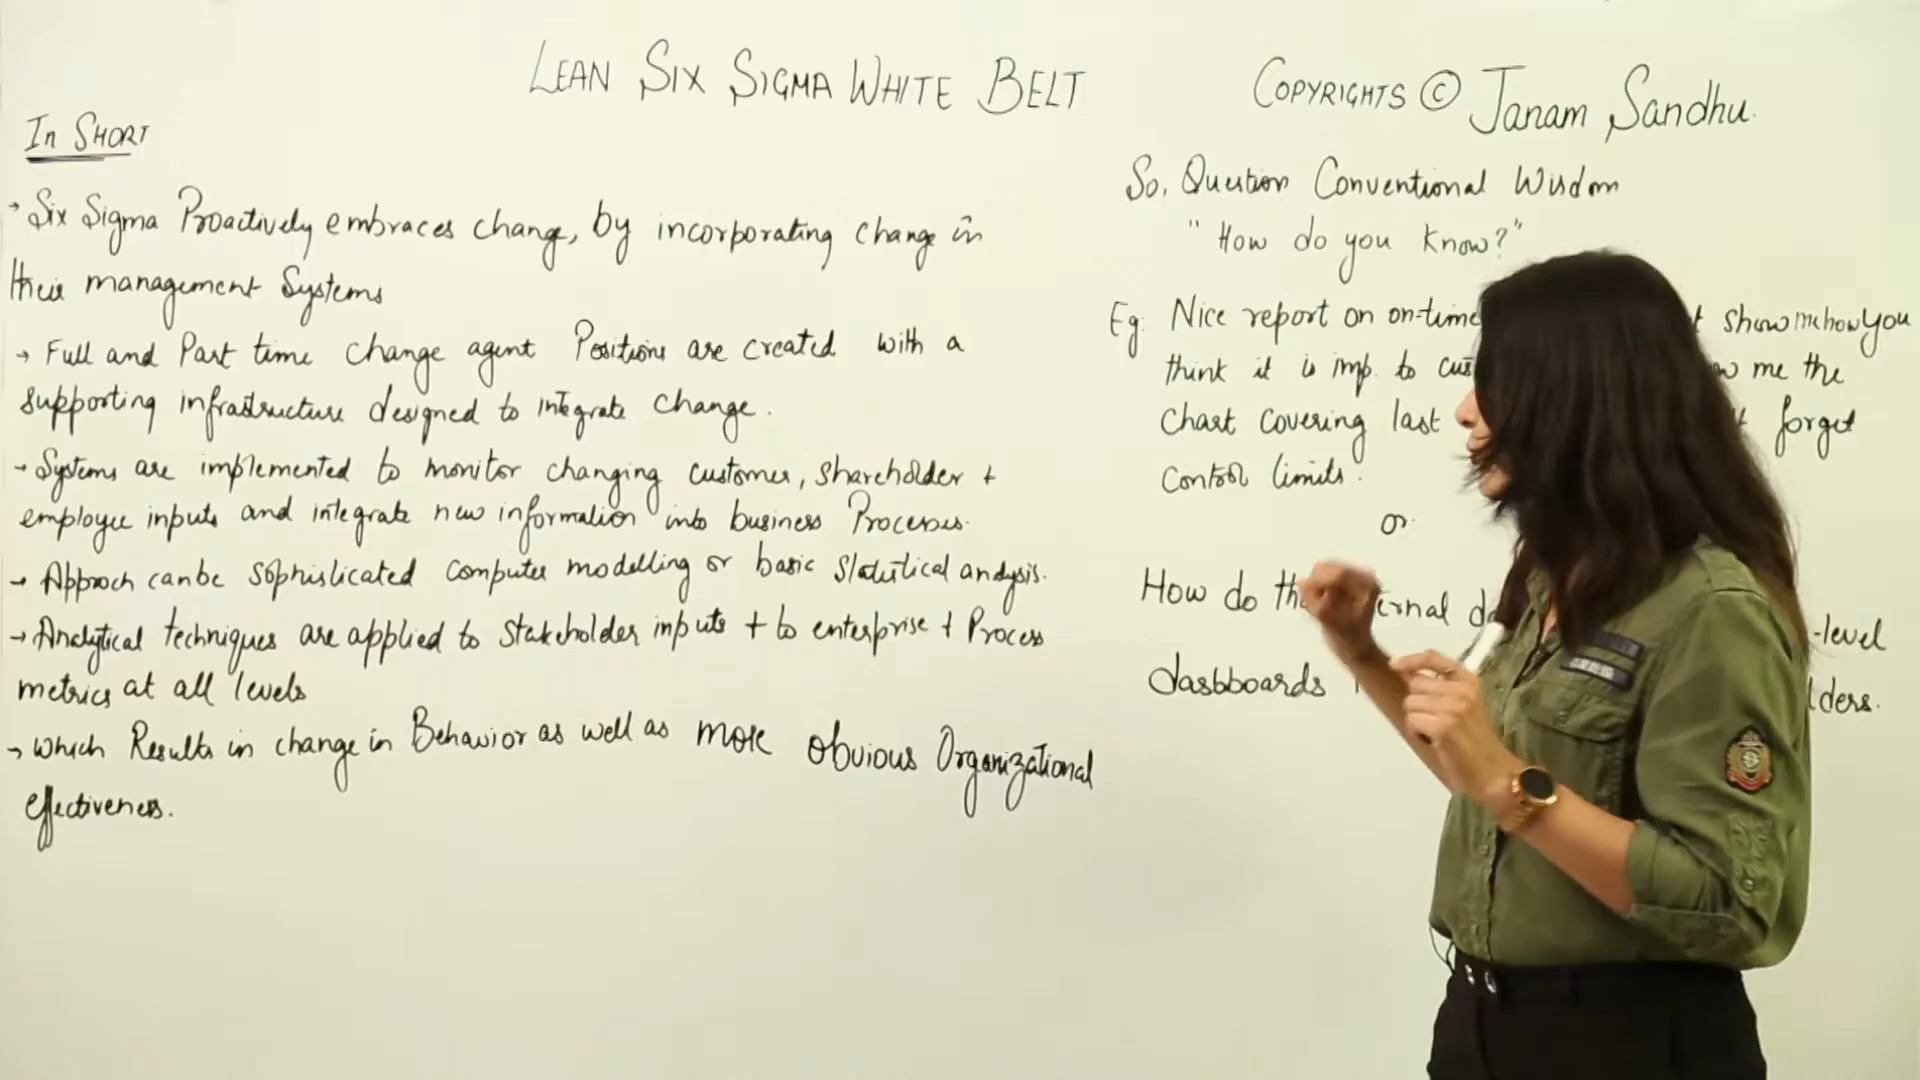 LEAN SIX SIGMA WHITE BELT
COPYRIGHTS © Janam Sandhu.
In SHORT
→ Six Sigma Proactively embraces change, by incorporating change in
their management Systems
→ Full and Part time change agent Positions are created with a
supporting infrastructure designed to integrate change.
→ Systems are implemented to monitor changing customer, shareholder +
employee inputs and integrate new information into business Processes.
→ Approch can be sophisticated computer modelling or basic statistical analysis.
→ Analytical techniques are applied to stakeholder inputs + to enterprise + Process
metrics at all levels
→ which Results in change in Behavior as well as more obvious Organizational
effectiveness.
So, Question Conventional Wisdom
"How do you know?"
Eg: Nice report on on-time show me how you
think it is imp. to me the
chart covering last forget
control limits.
or
How do -level
dasbboards